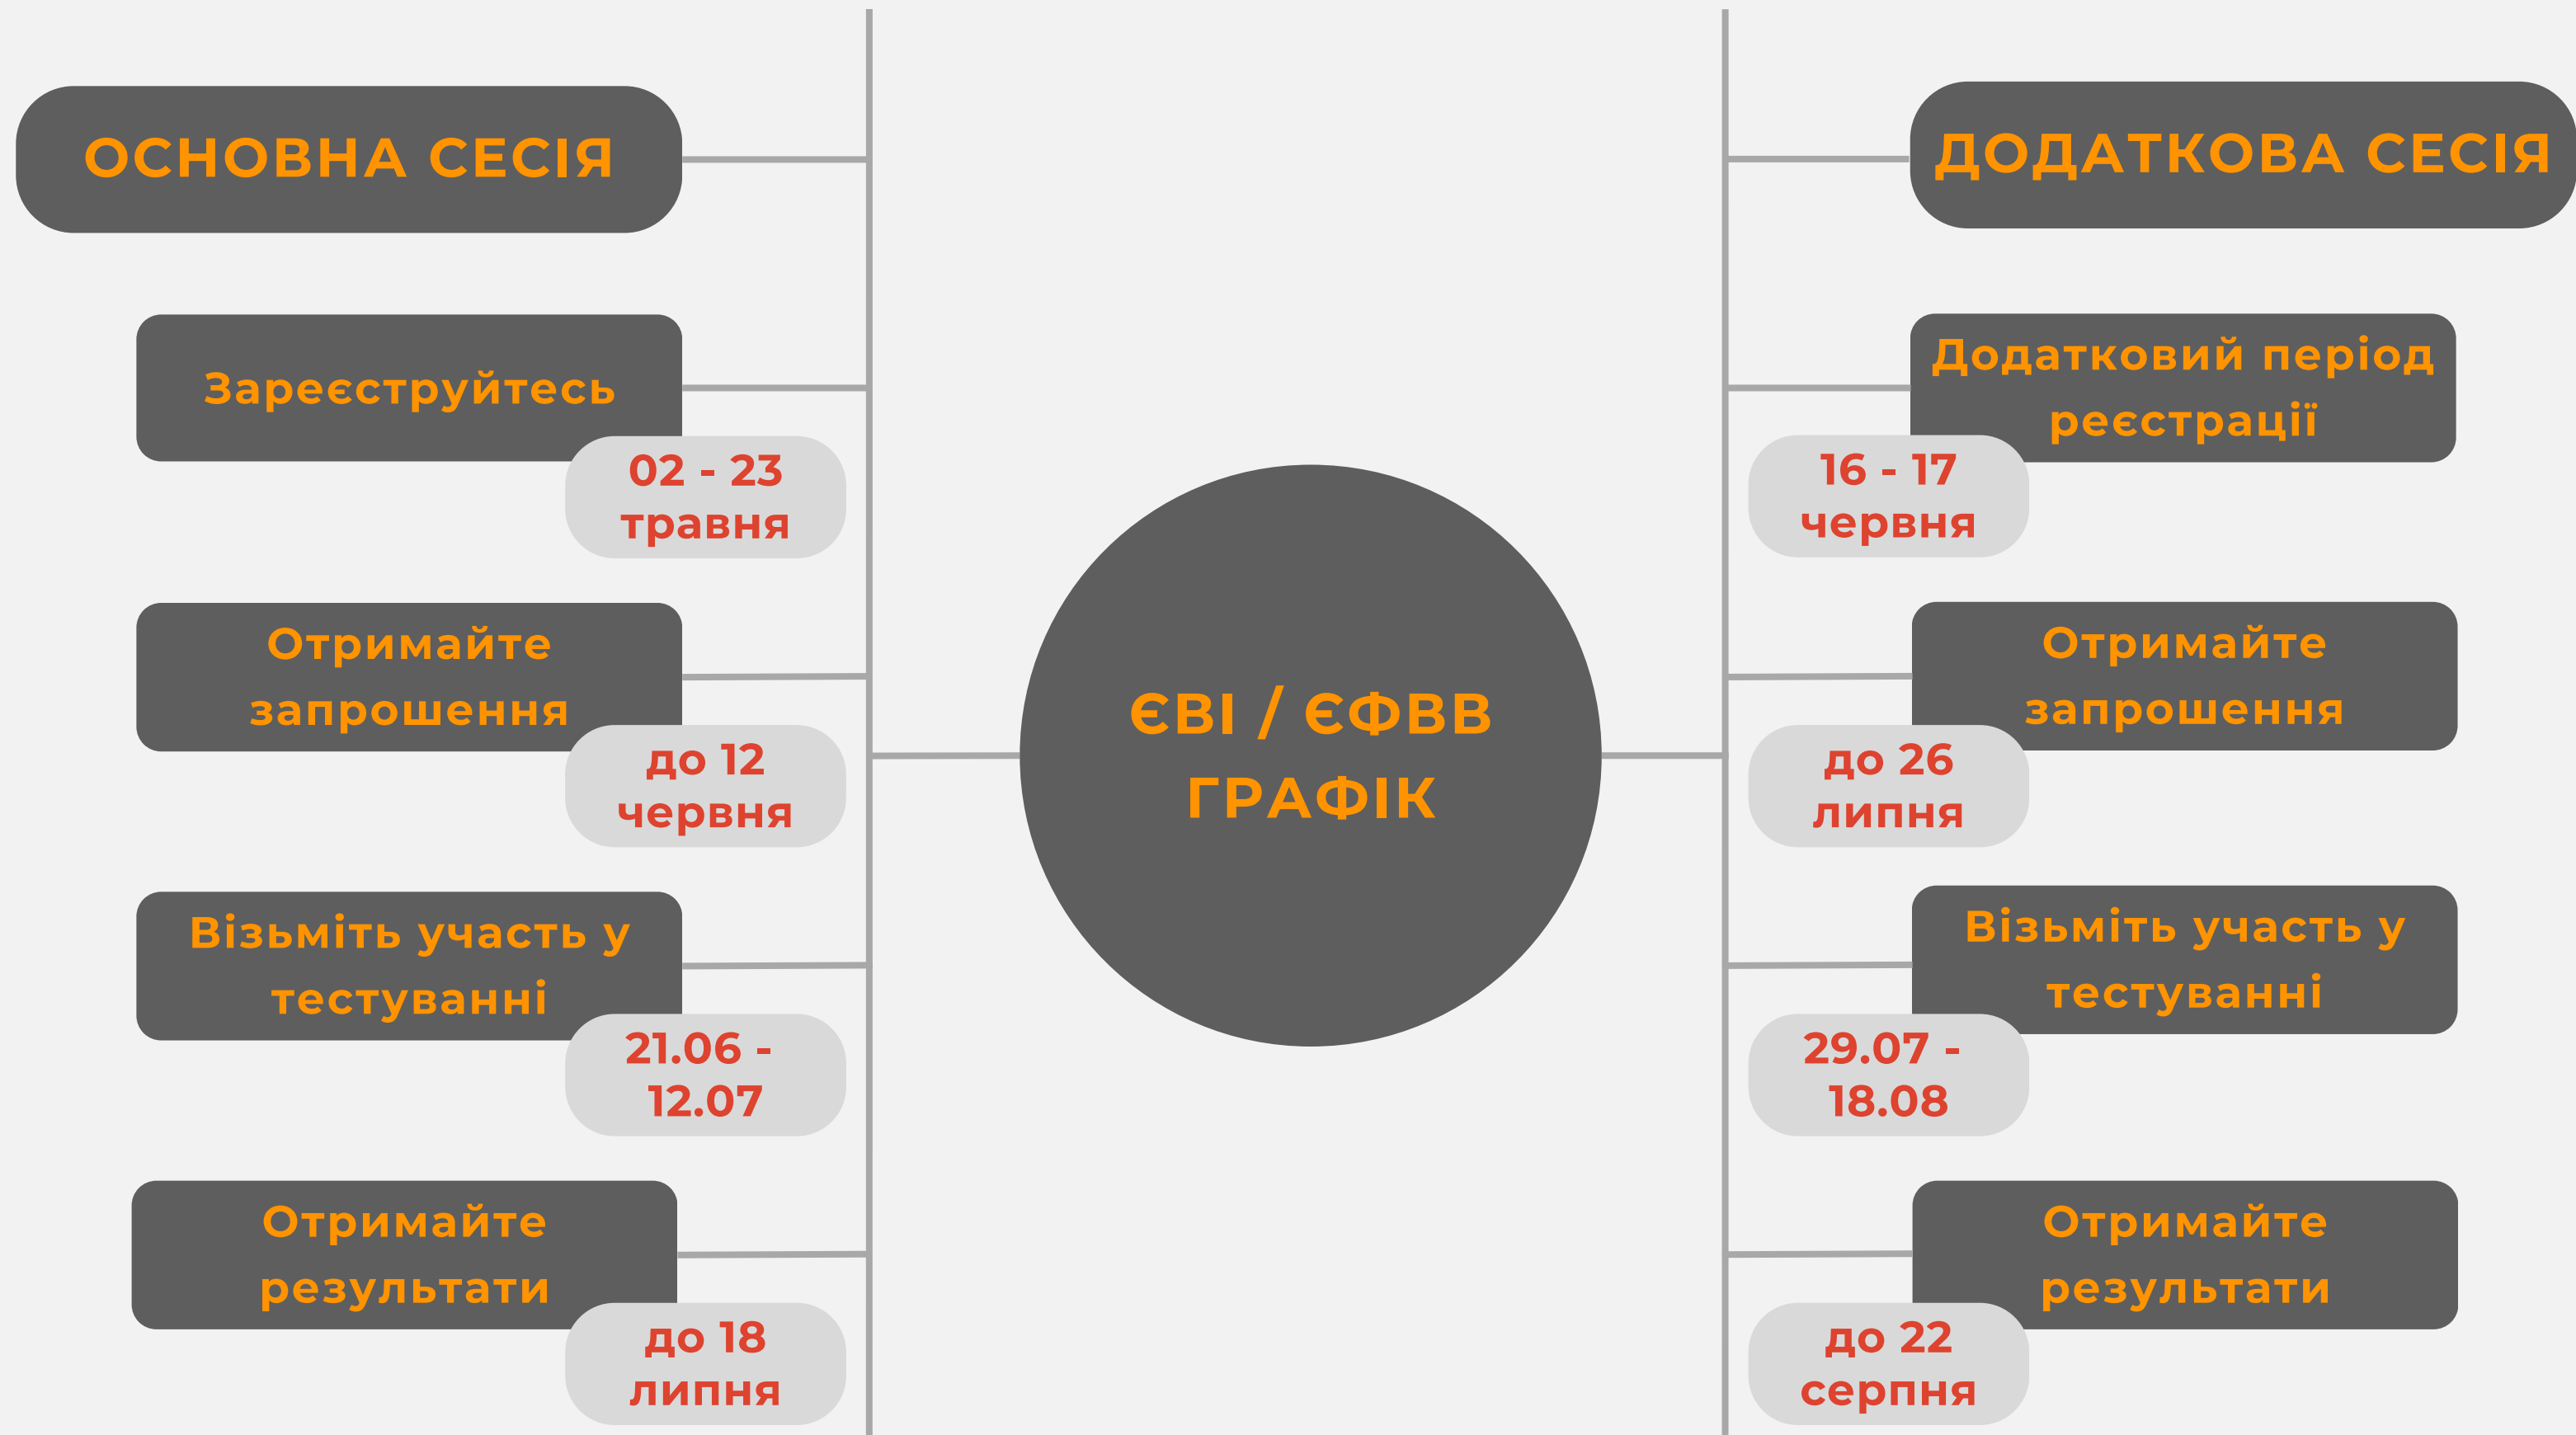 ОСНОВНА СЕСІЯ
Зареєструйтесь
02 - 23
травня
Отримайте
запрошення
до 12
червня
Візьміть участь у
тестуванні
21.06 -
12.07
Отримайте
результати
до 18
липня
ЄВІ / ЄФВВ
ГРАФІК
ДОДАТКОВА СЕСІЯ
Додатковий період
реєстрації
16 - 17
червня
Отримайте
запрошення
до 26
липня
Візьміть участь у
тестуванні
29.07 -
18.08
Отримайте
результати
до 22
серпня